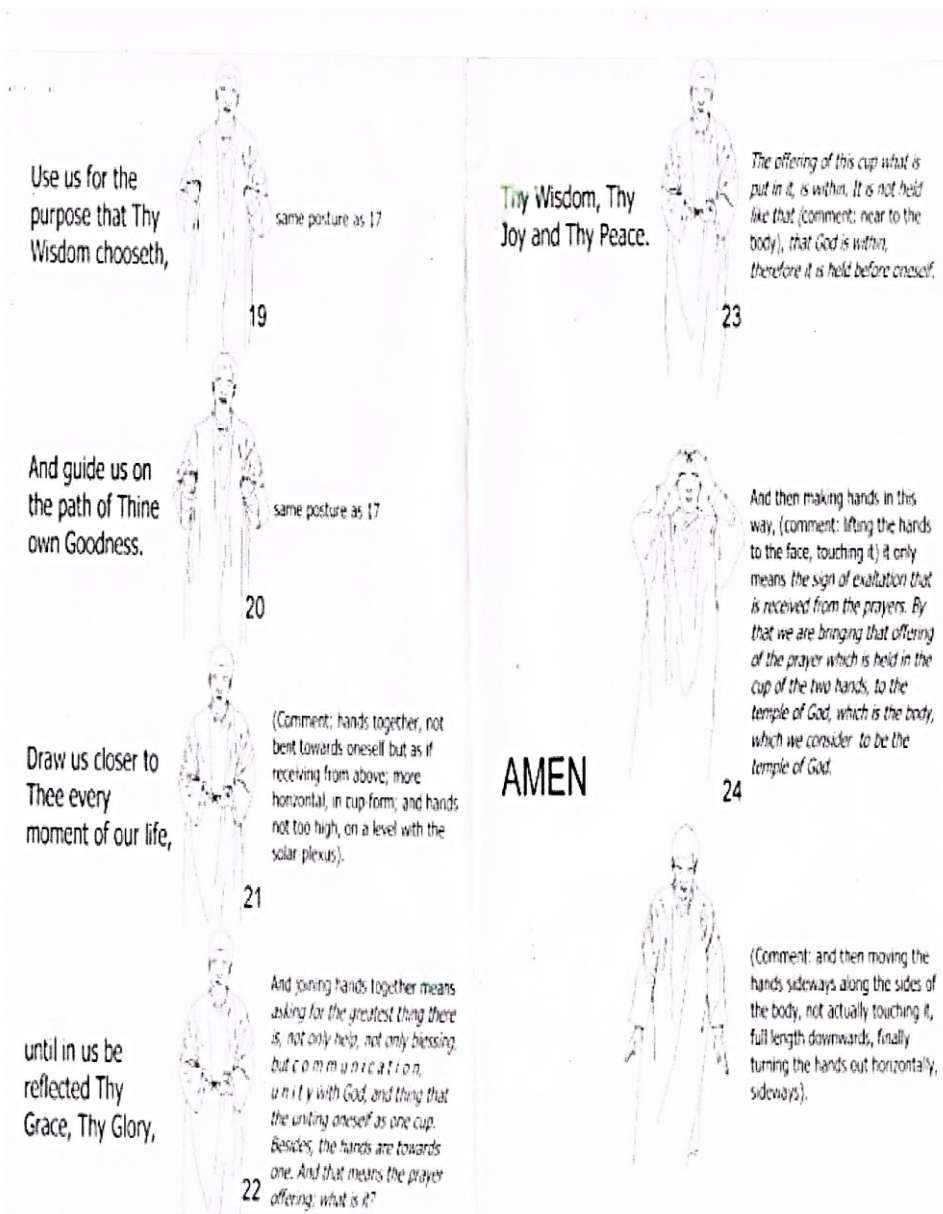 Use us for the
purpose that Thy
Wisdom chooseth,
same posture as 17
19
And guide us on
the path of Thine
own Goodness.
same posture as 17
20
Draw us closer to
Thee every
moment of our life,
(Comment: hands together, not
bent towards oneself but as if
receiving from above; more
horizontal, in cup-form; and hands
not too high, on a level with the
solar plexus).
21
until in us be
reflected Thy
Grace, Thy Glory,
And joining hands together means
asking for the greatest thing there
is, not only help, not only blessing,
but c o m m u n i c a t i o n,
u n i t y with God, and thing that
the uniting oneself as one cup.
Besides, the hands are towards
one. And that means the prayer
offering; what is it?
22
Thy Wisdom, Thy
Joy and Thy Peace.
The offering of this cup what is
put in it, is within. It is not held
like that (comment: near to the
body), that God is within,
therefore it is held before oneself.
23
And then making hands in this
way, (comment: lifting the hands
to the face, touching it) it only
means the sign of exaltation that
is received from the prayers. By
that we are bringing that offering
of the prayer which is held in the
cup of the two hands, to the
temple of God, which is the body,
which we consider to be the
temple of God.
AMEN
24
(Comment: and then moving the
hands sideways along the sides of
the body, not actually touching it,
full length downwards, finally
turning the hands out horizontally,
sideways).